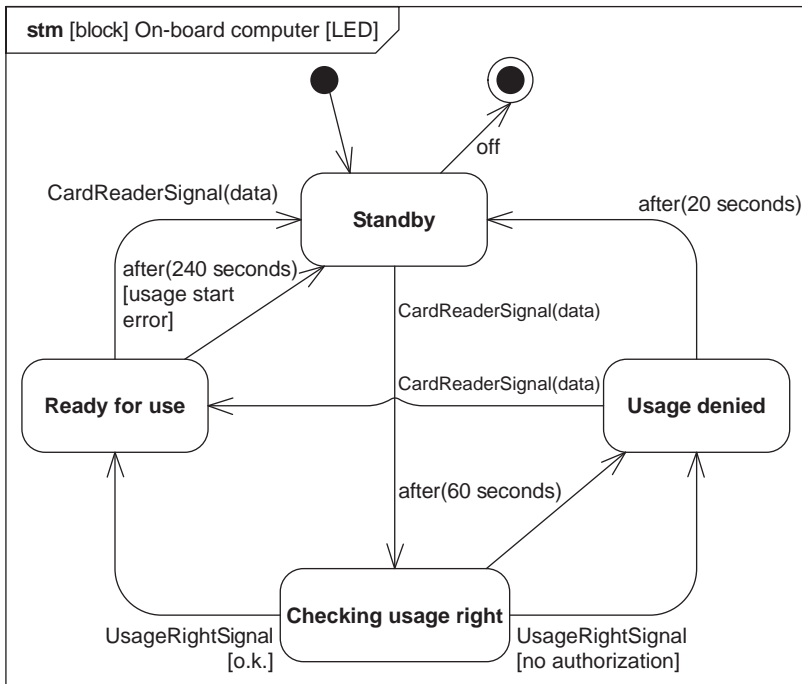 stm [block] On-board computer [LED]
off
CardReaderSignal(data)
Standby
after(20 seconds)
after(240 seconds)
[usage start
error]
CardReaderSignal(data)
Ready for use
CardReaderSignal(data)
Usage denied
after(60 seconds)
Checking usage right
UsageRightSignal
[o.k.]
UsageRightSignal
[no authorization]